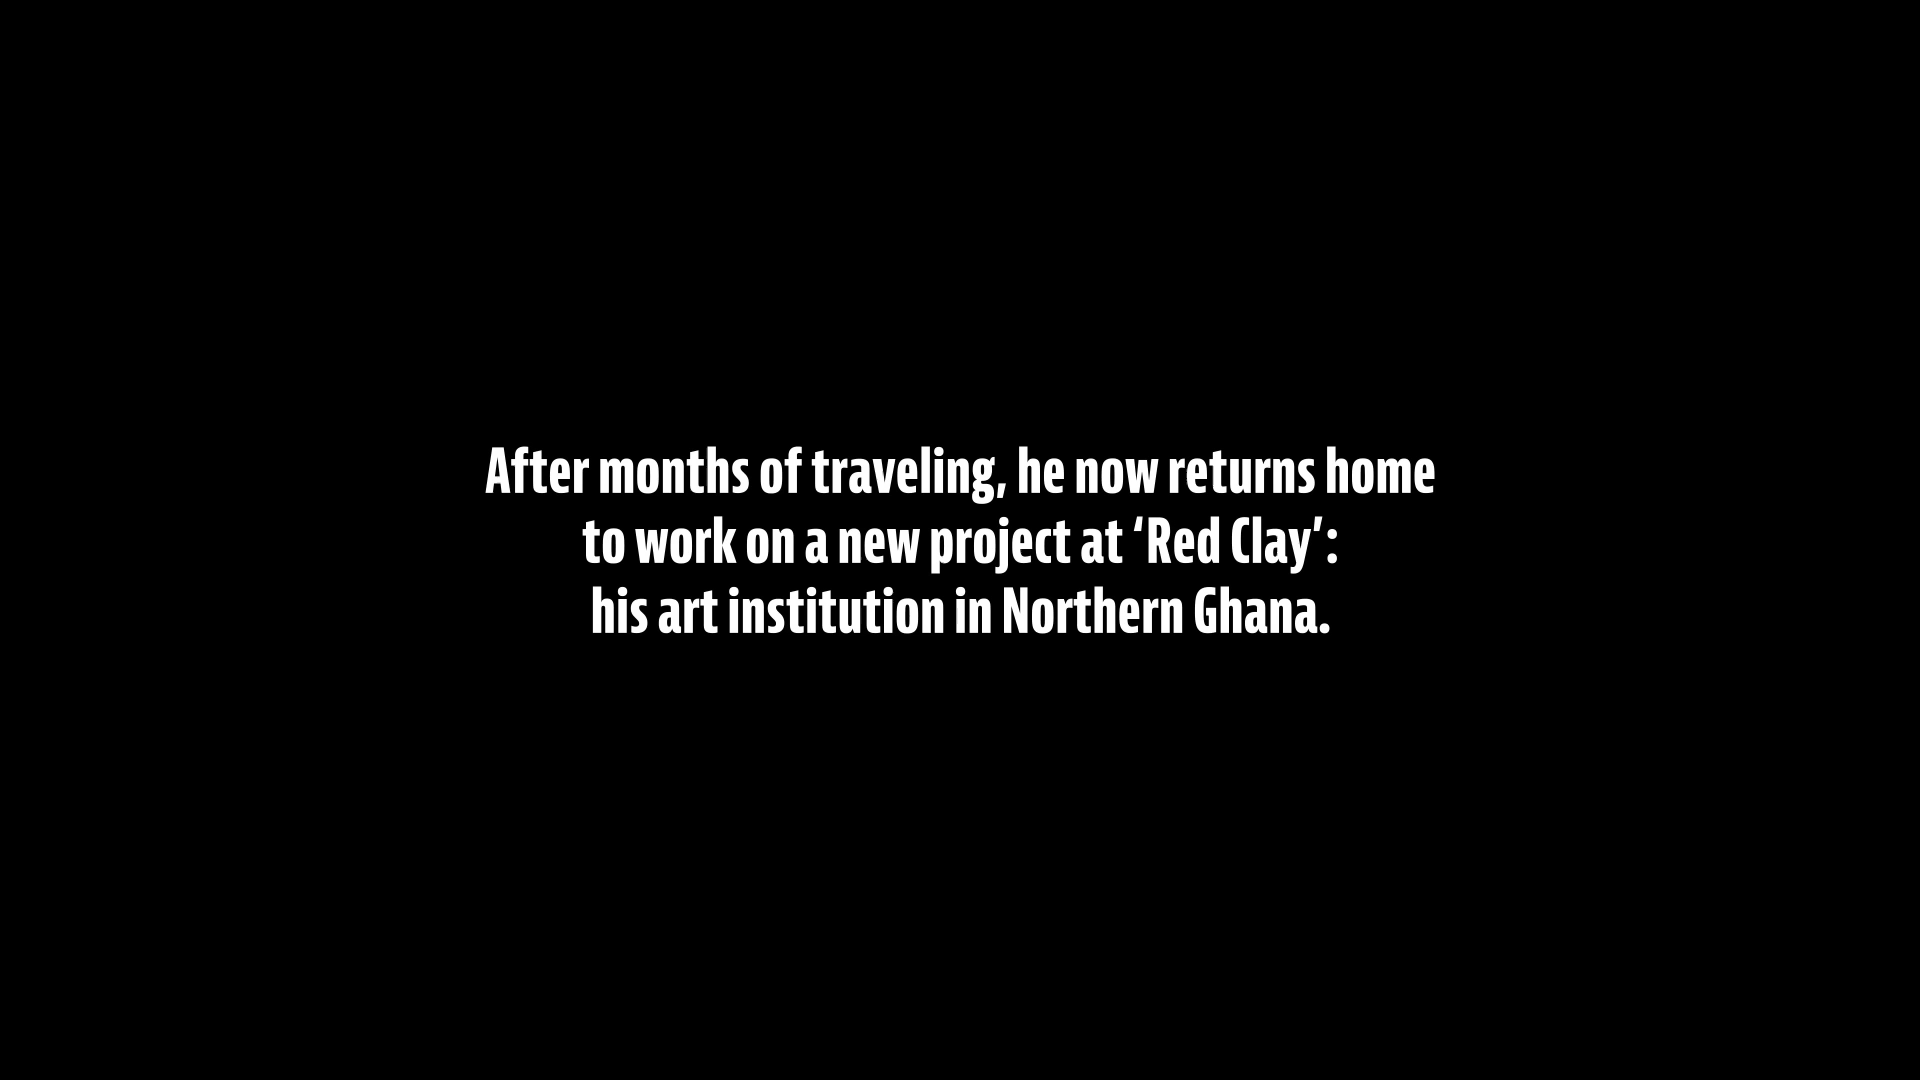 After months of traveling, he now returns home
to work on a new project at ‘Red Clay’:
his art institution in Northern Ghana.